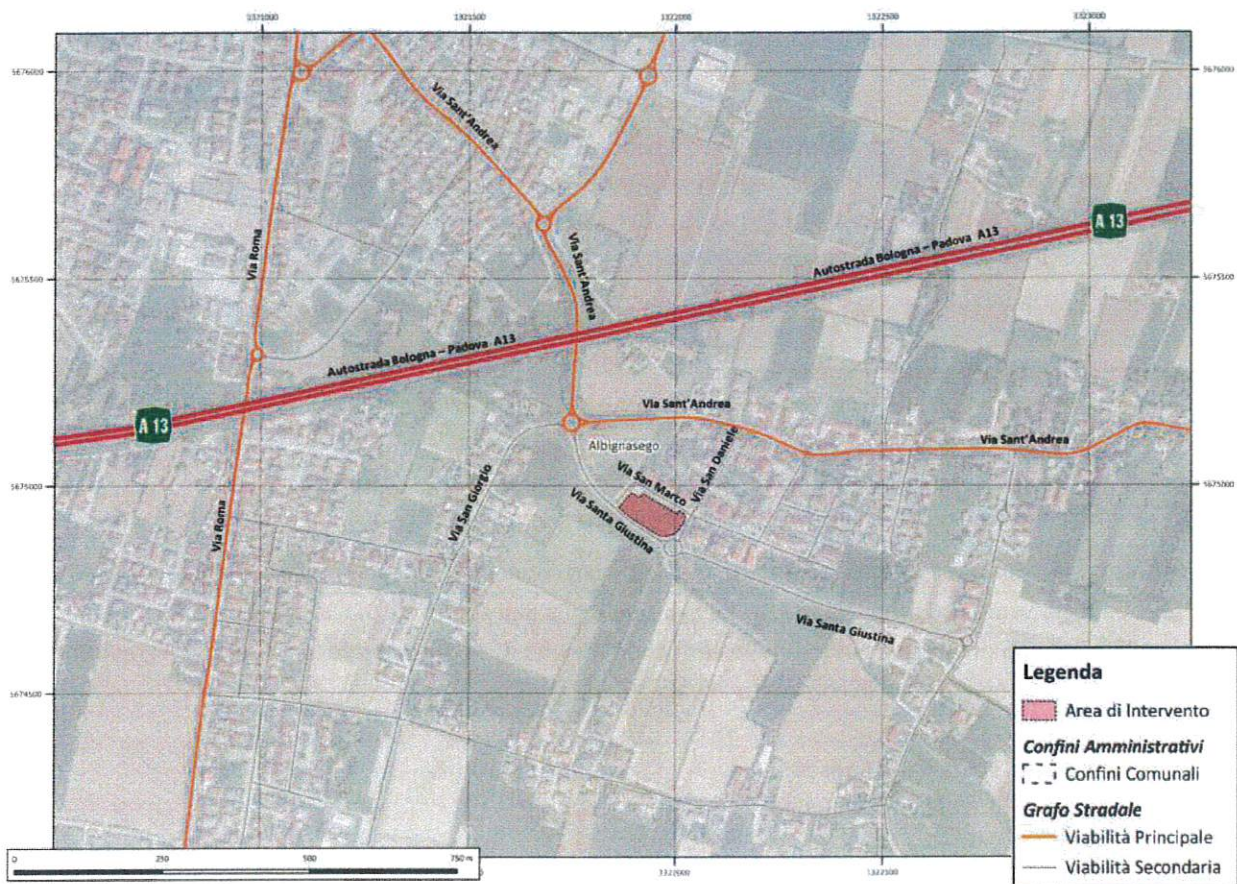 1321000 1321500 1322000 1322500 1323000
5676000
5676000
Via Sant'Andrea
A 13
Via Roma
Via Sant'Andrea
Autostrada Bologna – Padova A13
5675500
5675500
Autostrada Bologna – Padova A13
A 13
Via Sant'Andrea
Via Sant'Andrea
Albignasego
Via San Daniele
Via San Marco
Via San Giorgio
5675000
5675000
Via Roma
Via Santa Giustina
Via Santa Giustina
5674500
Legenda
Area di Intervento
Confini Amministrativi
Confini Comunali
Grafo Stradale
Viabilità Principale
Viabilità Secondaria
0 250 500 750 m
1322000 1322500